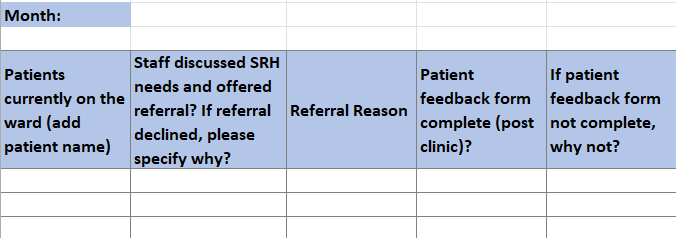 Month:
Patients
currently on the
ward (add
patient name)
Staff discussed SRH
needs and offered
referral? If referral
declined, please
specify why?
Referral Reason
Patient
feedback form
complete (post
clinic)?
If patient
feedback form
not complete,
why not?